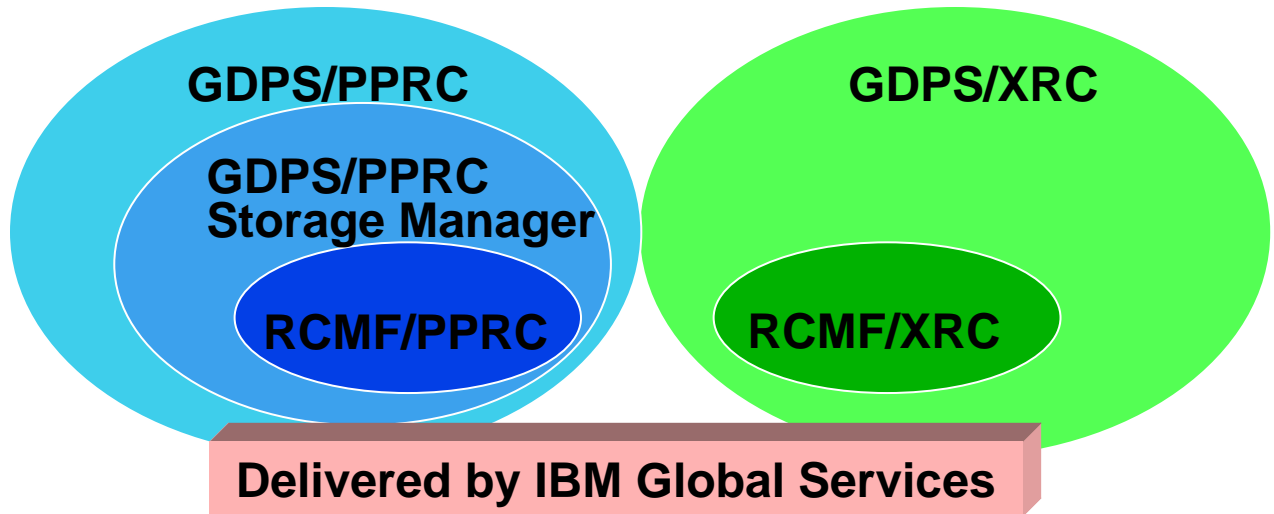 GDPS/PPRC
GDPS/XRC
GDPS/PPRC
Storage Manager
RCMF/PPRC
RCMF/XRC
Delivered by IBM Global Services